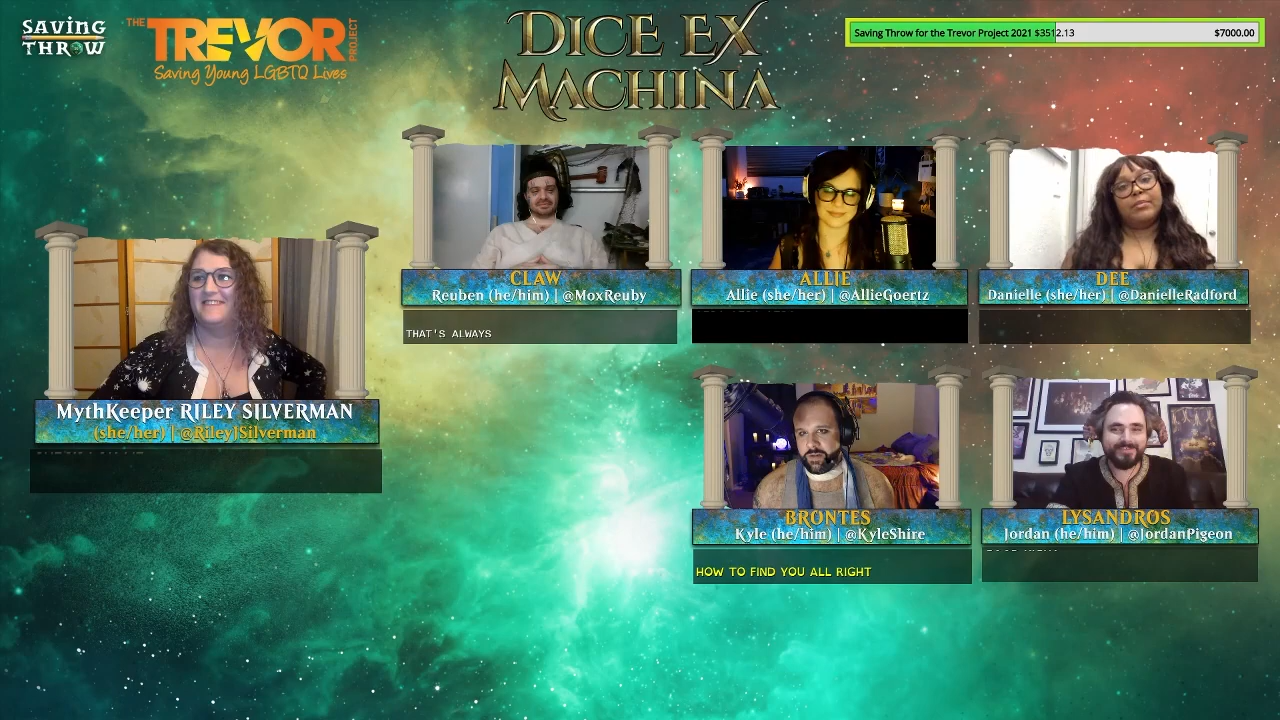 SAVING
THROW
THE
TREVOR
PROJECT
Saving Young LGBTQ Lives
DICE EX
MACHINA
Saving Throw for the Trevor Project 2021 $3512.13
$7000.00
CLAW
Reuben (he/him) | @MoxReuby
THAT'S ALWAYS
ALLIE
Allie (she/her) | @AllieGoertz
DEE
Danielle (she/her) | @DanielleRadford
MythKeeper RILEY SILVERMAN
(she/her) | @RileyJSilverman
BRONTES
Kyle (he/him) | @KyleShire
HOW TO FIND YOU ALL RIGHT
LYSANDROS
Jordan (he/him) | @JordanPigeon